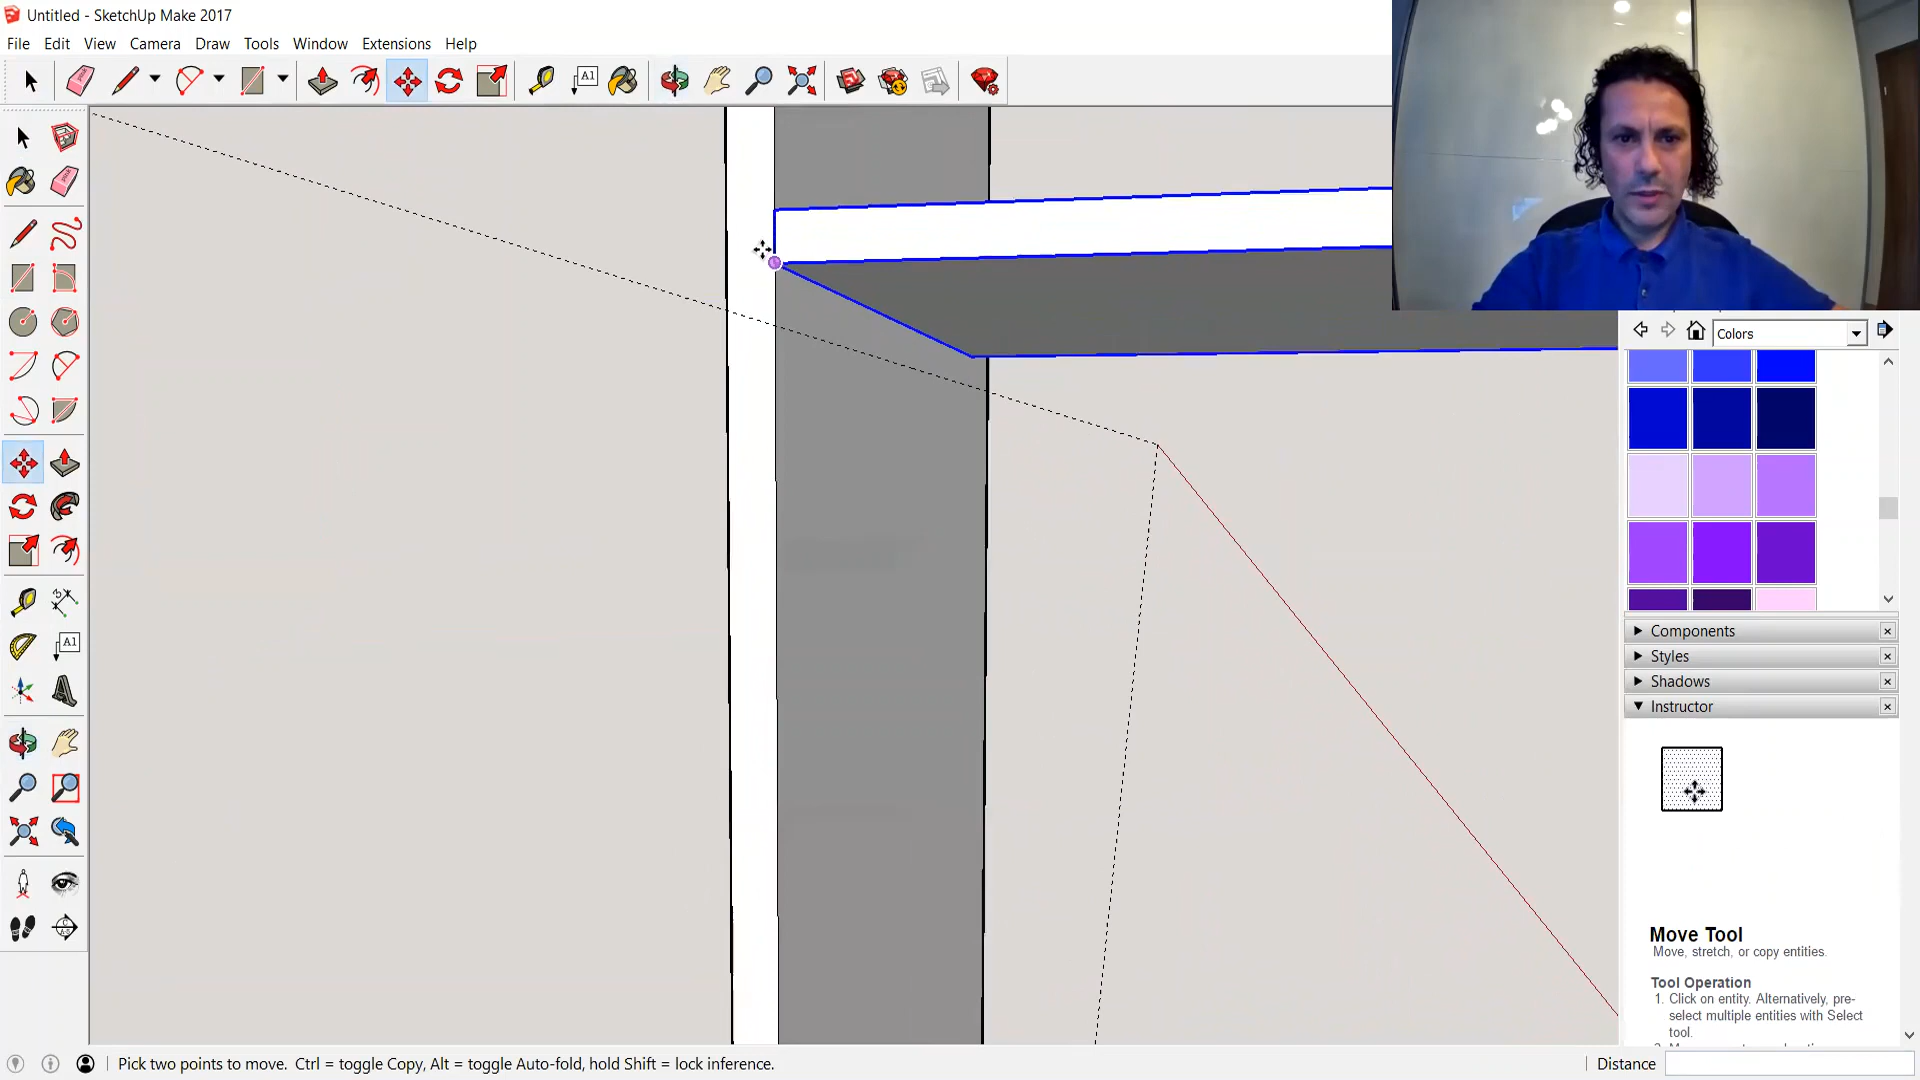 Untitled - SketchUp Make 2017
File Edit View Camera Draw Tools Window Extensions Help
A1
Colors
A1
Components
Styles
Shadows
Instructor
Move Tool
Move, stretch, or copy entities.
Tool Operation
1. Click on entity. Alternatively, pre-
select multiple entities with Select
tool.
Pick two points to move. Ctrl = toggle Copy, Alt = toggle Auto-fold, hold Shift = lock inference.
Distance